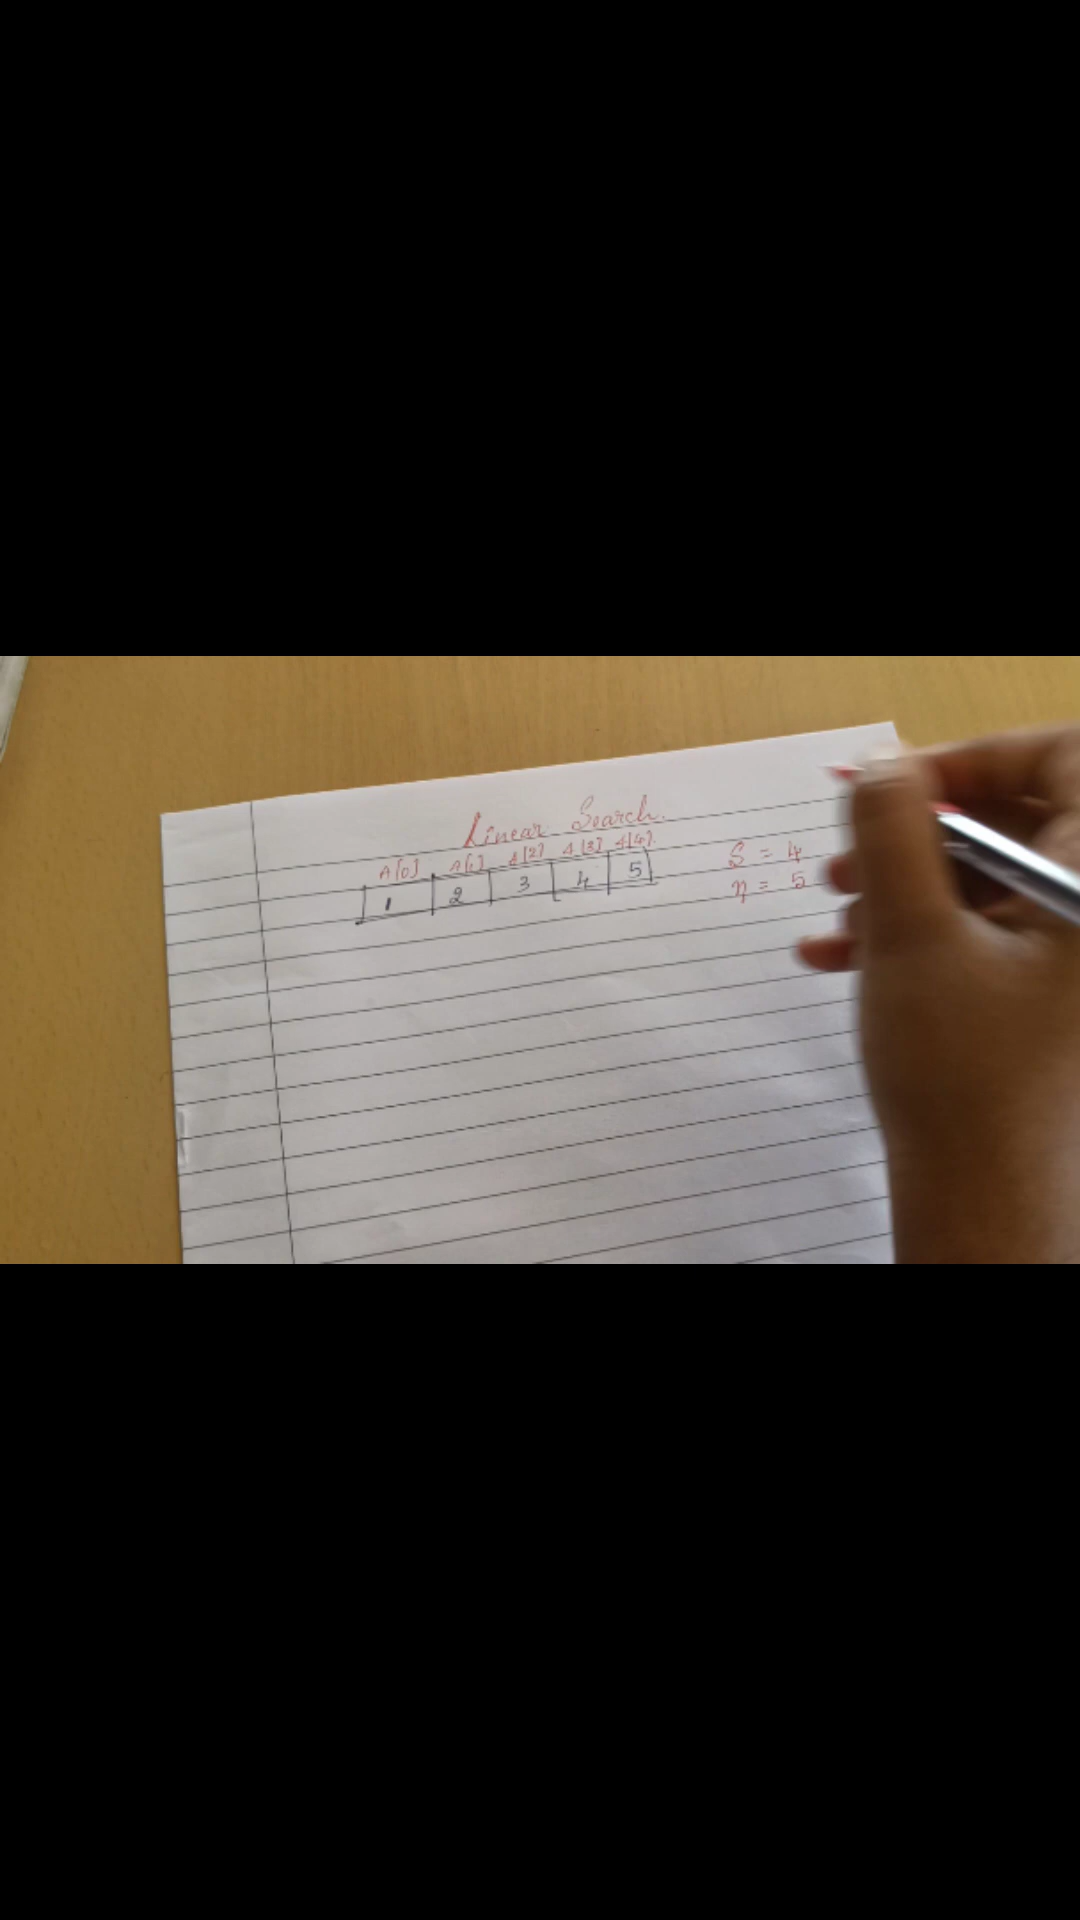 Linear Search.
A[0] A[1] A[2] A[3] A[4]
1 2 3 4 5
S = 4
n = 5